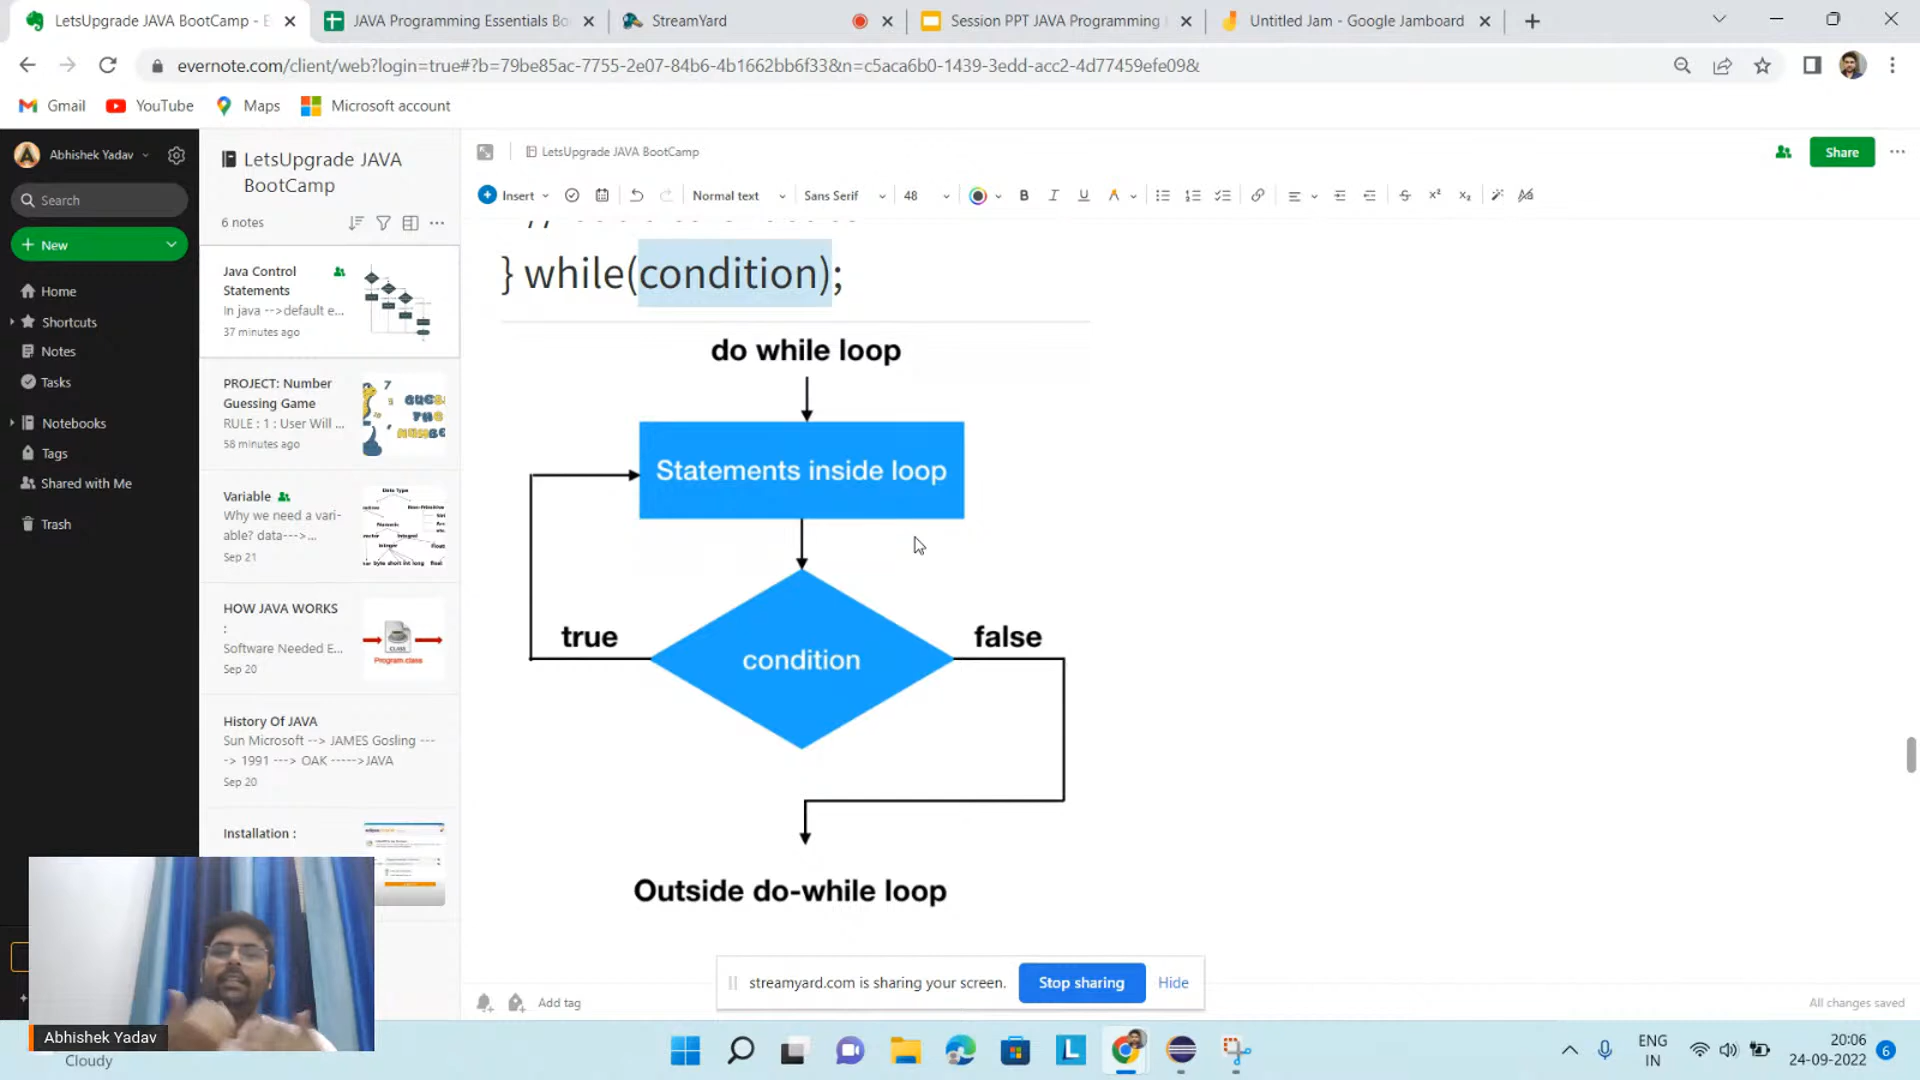 LetsUpgrade JAVA BootCamp - E
JAVA Programming Essentials Bo
StreamYard
Session PPT JAVA Programming
Untitled Jam - Google Jamboard
evernote.com/client/web?login=true#?b=79be85ac-7755-2e07-84b6-4b1662bb6f33&n=c5aca6b0-1439-3edd-acc2-4d77459efe09&
Gmail
YouTube
Maps
Microsoft account
Abhishek Yadav
Search
New
Home
Shortcuts
Notes
Tasks
Notebooks
Tags
Shared with Me
Trash
LetsUpgrade JAVA
BootCamp
6 notes
Java Control
Statements
In java -->default e...
37 minutes ago
PROJECT: Number
Guessing Game
RULE : 1 : User Will ...
58 minutes ago
Variable
Why we need a vari-
able? data--->...
Sep 21
HOW JAVA WORKS
:
Software Needed E...
Sep 20
CLASS
Program class
History Of JAVA
Sun Microsoft --> JAMES Gosling ---
-> 1991 ---> OAK ----->JAVA
Sep 20
Installation :
LetsUpgrade JAVA BootCamp
Share
Insert
Normal text
Sans Serif
48
} while(condition);
do while loop
Statements inside loop
true
condition
false
Outside do-while loop
streamyard.com is sharing your screen.
Stop sharing
Hide
Add tag
All changes saved
Abhishek Yadav
Cloudy
ENG
IN
20:06
24-09-2022
6